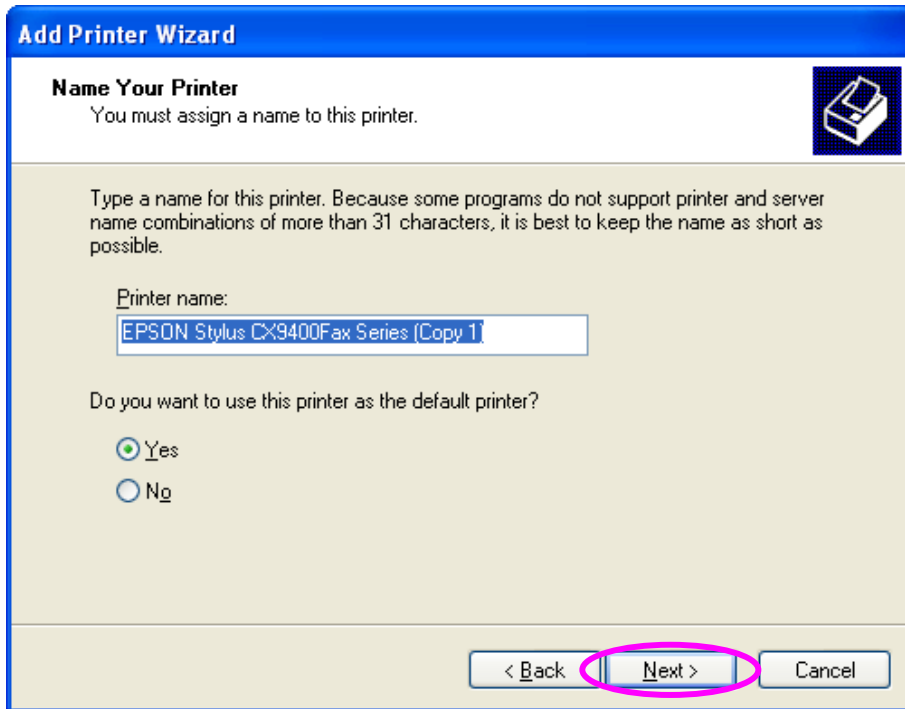 Add Printer Wizard
Name Your Printer
You must assign a name to this printer.
Type a name for this printer. Because some programs do not support printer and server
name combinations of more than 31 characters, it is best to keep the name as short as
possible.
Printer name:
EPSON Stylus CX9400Fax Series (Copy 1)
Do you want to use this printer as the default printer?
Yes
No
< Back Next > Cancel